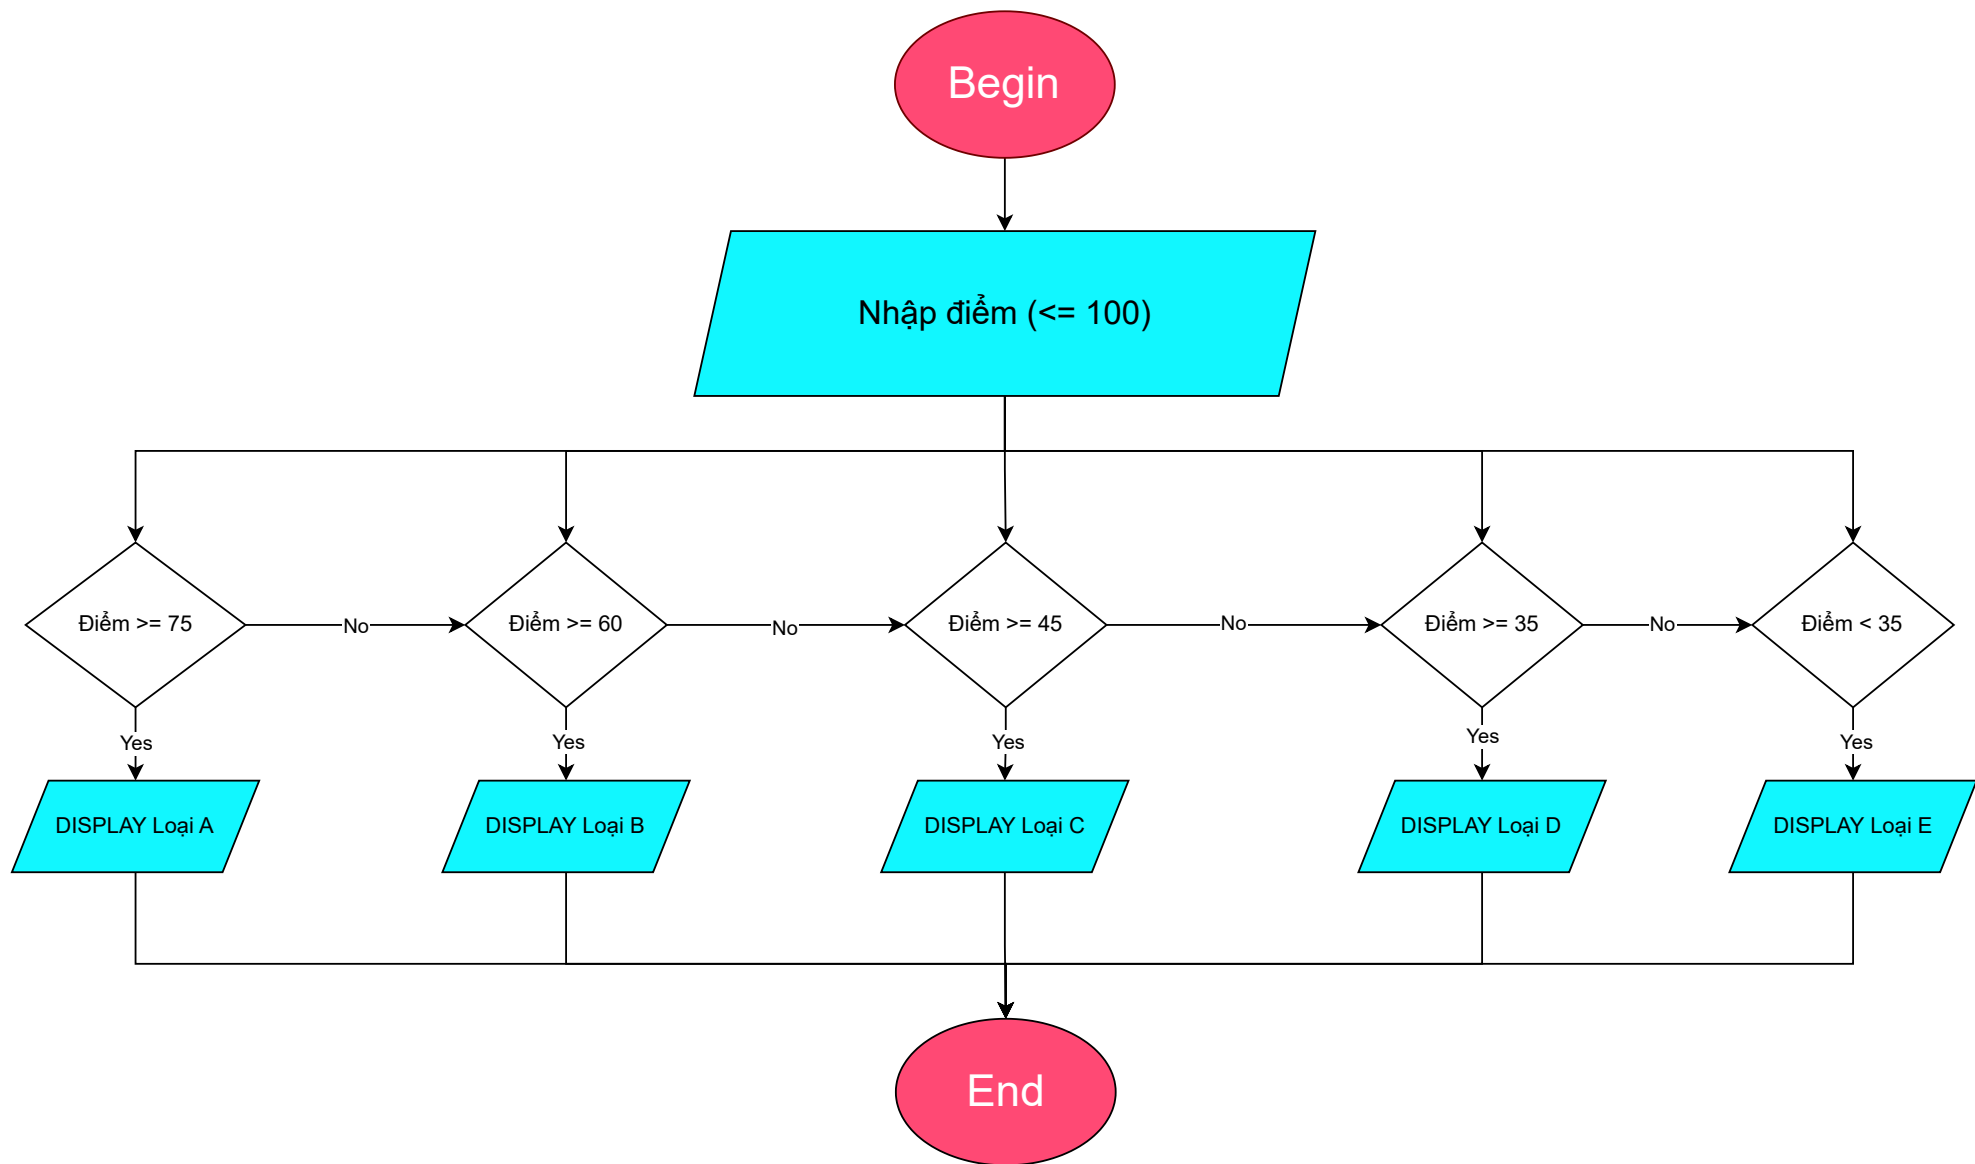 Begin
Nhập điểm (<= 100)
Điểm >= 75
No
Điểm >= 60
No
Điểm >= 45
No
Điểm >= 35
No
Điểm < 35
Yes
Yes
Yes
Yes
Yes
DISPLAY Loại A
DISPLAY Loại B
DISPLAY Loại C
DISPLAY Loại D
DISPLAY Loại E
End